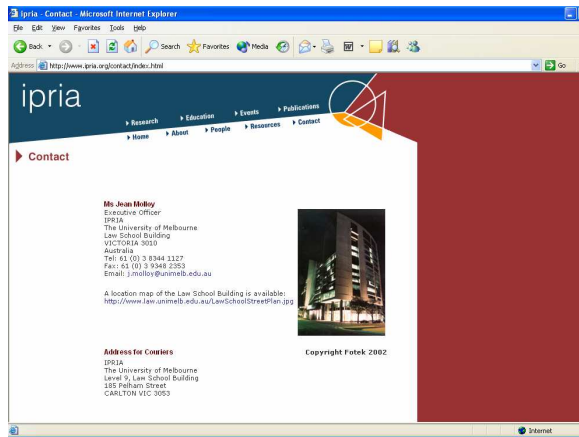 ipria - Contact - Microsoft Internet Explorer
File Edit View Favorites Tools Help
Back Search Favorites Media
Address http://www.ipria.org/contact/index.html Go
ipria
Research Education Events Publications
Home About People Resources Contact
Contact
Ms Jean Molloy
Executive Officer
IPRIA
The University of Melbourne
Law School Building
VICTORIA 3010
Australia
Tel: 61 (0) 3 8344 1127
Fax: 61 (0) 3 9348 2353
Email: j.molloy@unimelb.edu.au
A location map of the Law School Building is available:
http://www.law.unimelb.edu.au/LawSchoolStreetPlan.jpg
Copyright Fotek 2002
Address for Couriers
IPRIA
The University of Melbourne
Level 9, Law School Building
185 Pelham Street
CARLTON VIC 3053
Internet